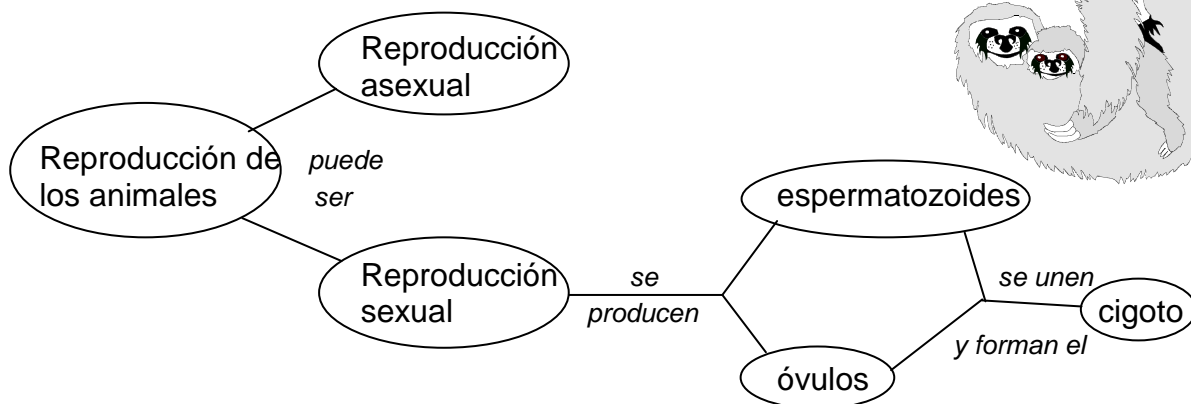 Reproducción
asexual
Reproducción de
los animales
puede
ser
Reproducción
sexual
se
producen
espermatozoides
óvulos
se unen
y forman el
cigoto